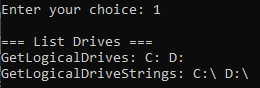 Enter your choice: 1
=== List Drives ===
GetLogicalDrives: C: D:
GetLogicalDriveStrings: C:\ D:\